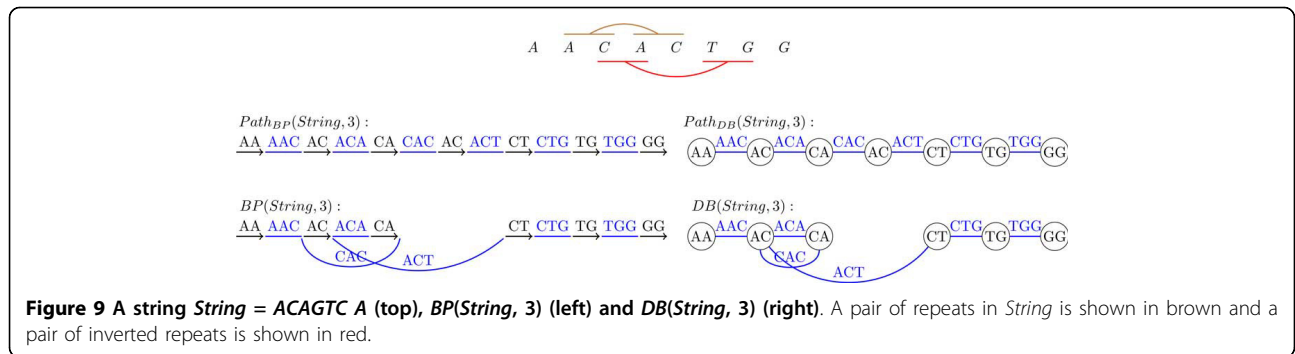 A A C A C T G G
Path_BP(String, 3) :
AA AAC AC ACA CA CAC AC ACT CT CTG TG TGG GG
Path_DB(String, 3) :
AA AAC AC ACA CA CAC AC ACT CT CTG TG TGG GG
BP(String, 3) :
AA AAC AC ACA CA CT CTG TG TGG GG
CAC ACT
DB(String, 3) :
AA AAC AC ACA CA CT CTG TG TGG GG
CAC
ACT
Figure 9 A string String = ACAGTC A (top), BP(String, 3) (left) and DB(String, 3) (right). A pair of repeats in String is shown in brown and a
pair of inverted repeats is shown in red.